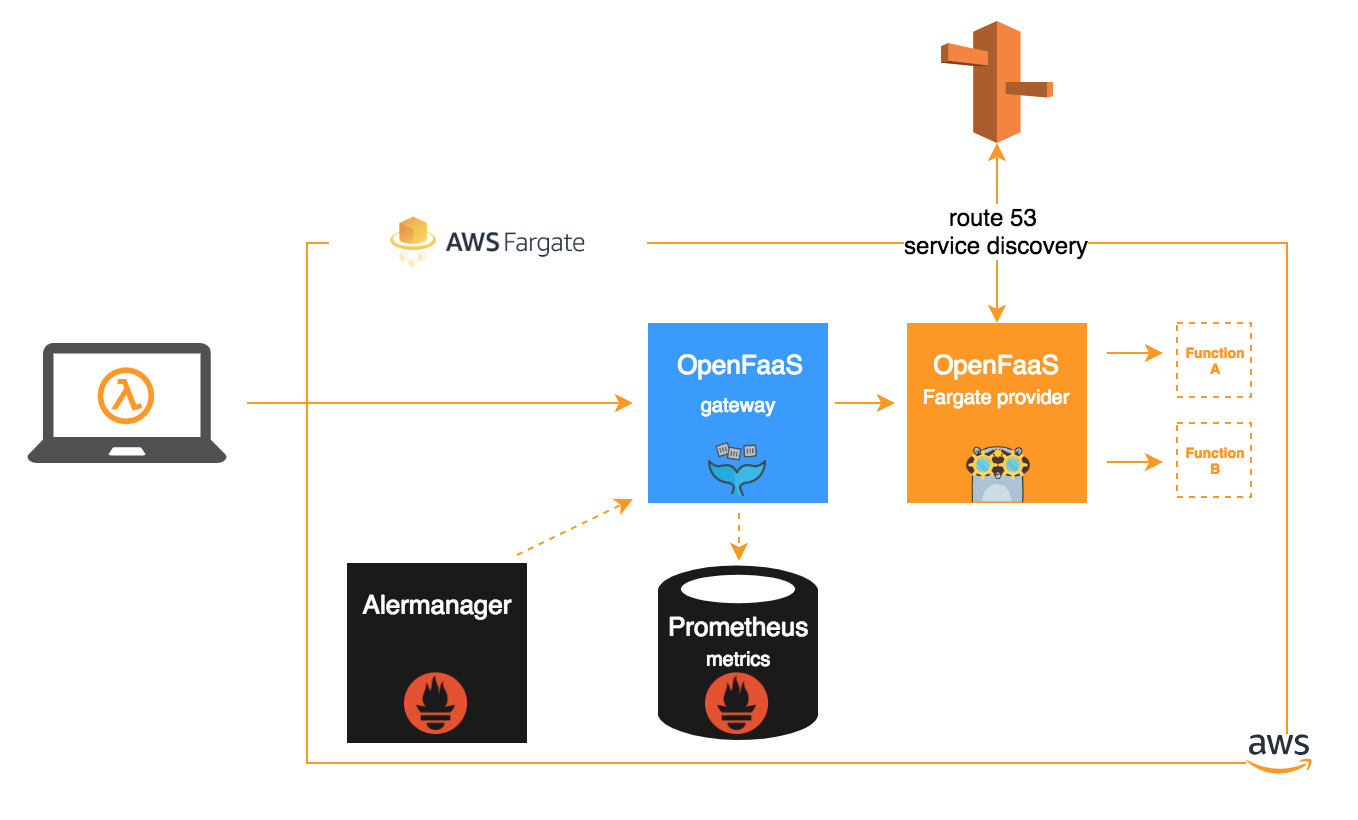 route 53
service discovery
AWS Fargate
λ
OpenFaaS
gateway
OpenFaaS
Fargate provider
Function
A
Function
B
Alermanager
Prometheus
metrics
aws